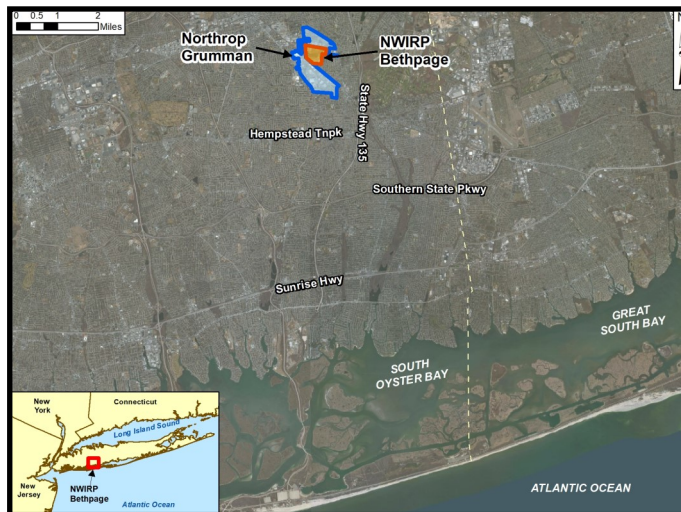 0 0.5 1 2
Miles
N
Northrop
Grumman
NWIRP
Bethpage
State Hwy 135
Hempstead Tnpk
Southern State Pkwy
Sunrise Hwy
GREAT
SOUTH BAY
SOUTH
OYSTER BAY
ATLANTIC OCEAN
New
York
Connecticut
Long Island Sound
New
Jersey
NWIRP
Bethpage
Atlantic Ocean